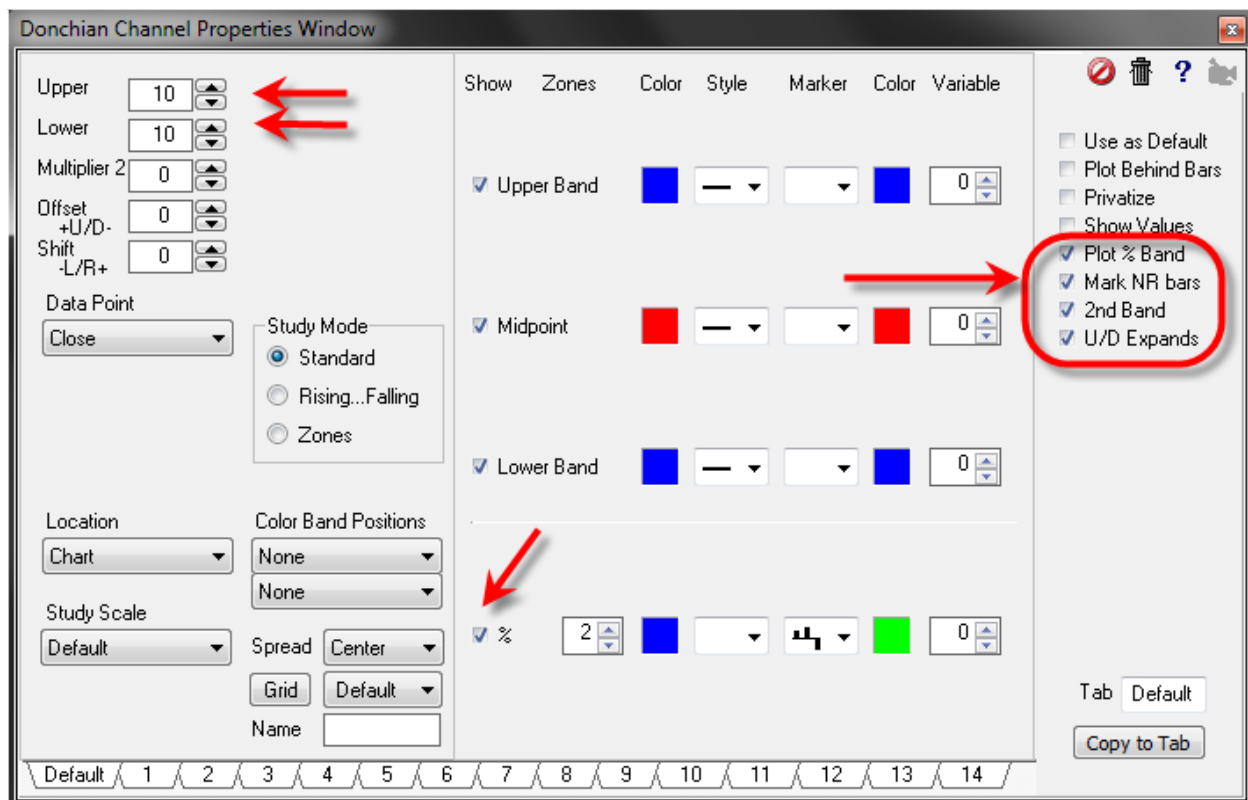 Donchian Channel Properties Window
Upper 10
Lower 10
Multiplier 2 0
Offset 0
+U/D-
Shift 0
-L/R+
Data Point
Close
Study Mode
Standard
Rising...Falling
Zones
Location
Chart
Color Band Positions
None
None
Study Scale
Default
Spread Center
Grid Default
Name
Show Zones Color Style Marker Color Variable
Upper Band 0
Midpoint 0
Lower Band 0
% 2 0
?
Use as Default
Plot Behind Bars
Privatize
Show Values
Plot % Band
Mark NR bars
2nd Band
U/D Expands
Tab Default
Copy to Tab
Default 1 2 3 4 5 6 7 8 9 10 11 12 13 14